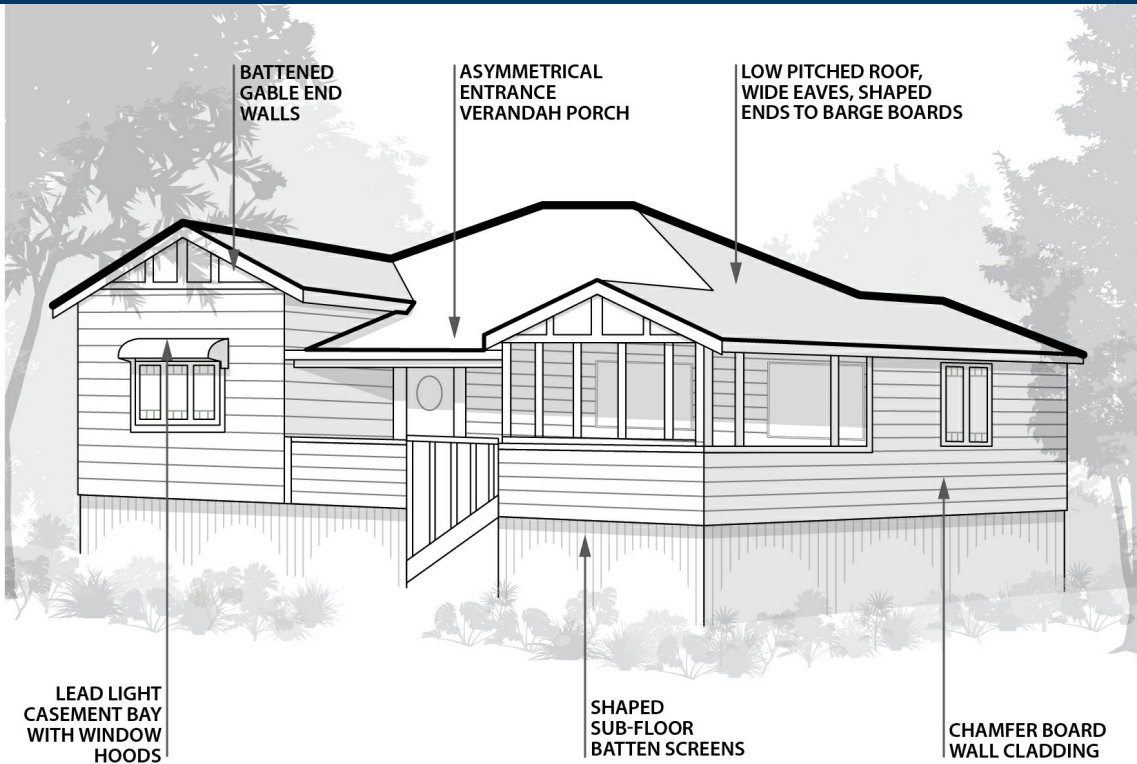 BATTENED
GABLE END
WALLS
ASYMMETRICAL
ENTRANCE
VERANDAH PORCH
LOW PITCHED ROOF,
WIDE EAVES, SHAPED
ENDS TO BARGE BOARDS
LEAD LIGHT
CASEMENT BAY
WITH WINDOW
HOODS
SHAPED
SUB-FLOOR
BATTEN SCREENS
CHAMFER BOARD
WALL CLADDING